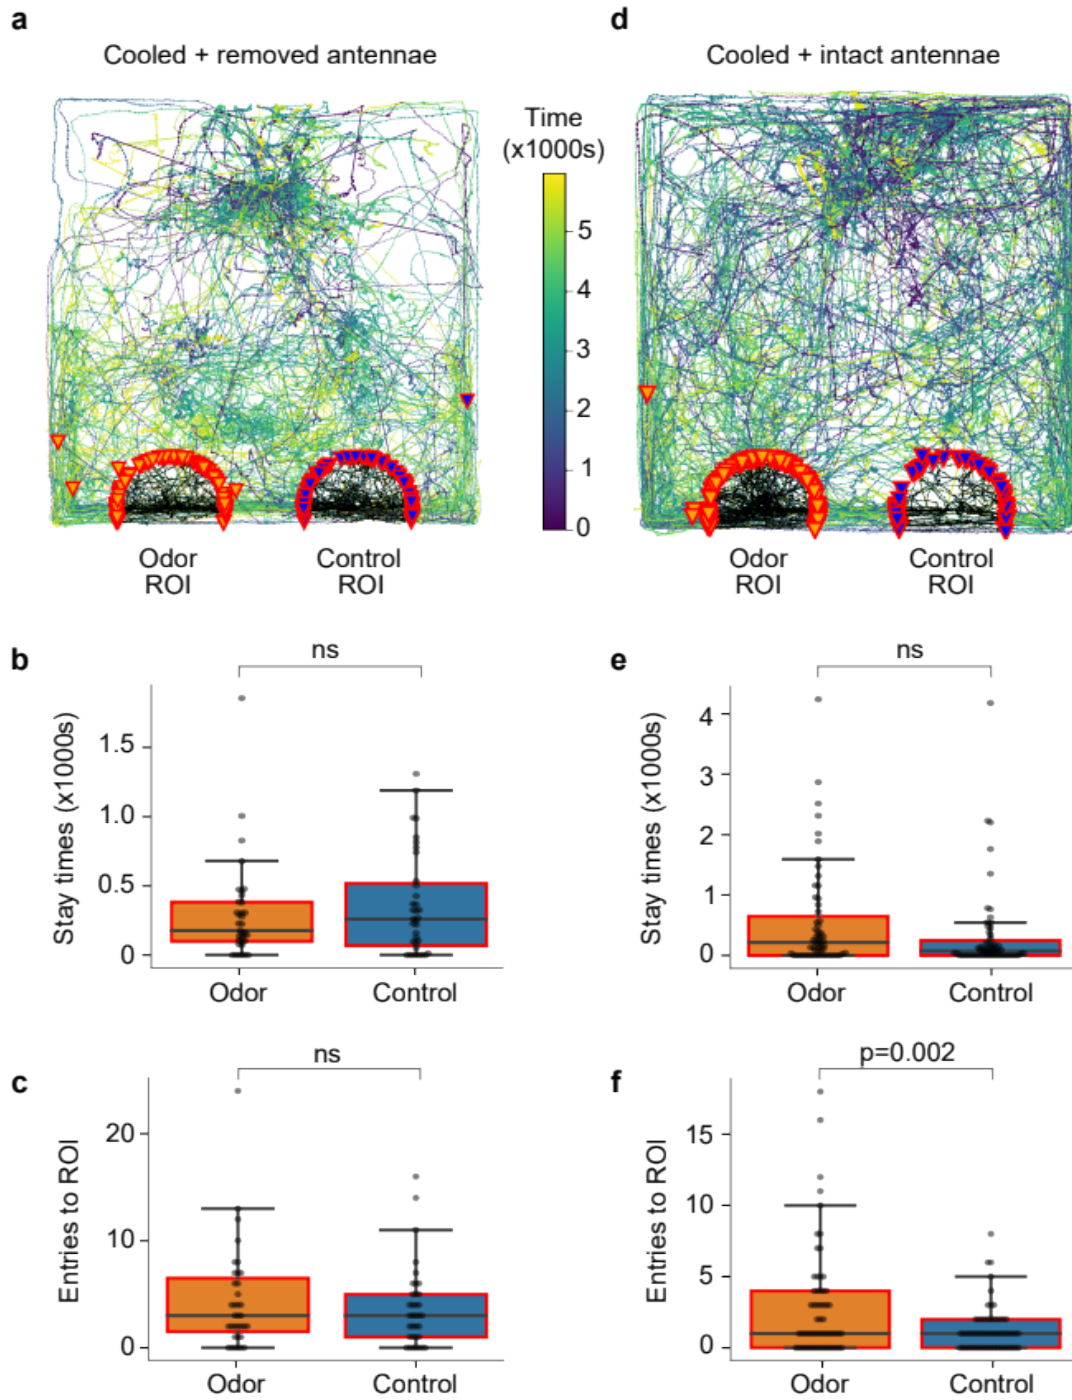 a
Cooled + removed antennae
Time
(x1000s)
5
4
3
2
1
0
Odor
ROI
Control
ROI
d
Cooled + intact antennae
Odor
ROI
Control
ROI
b
ns
Stay times (x1000s)
1.5
1.0
0.5
0
Odor
Control
e
ns
Stay times (x1000s)
4
3
2
1
0
Odor
Control
c
ns
Entries to ROI
20
10
0
Odor
Control
f
p=0.002
Entries to ROI
15
10
5
0
Odor
Control